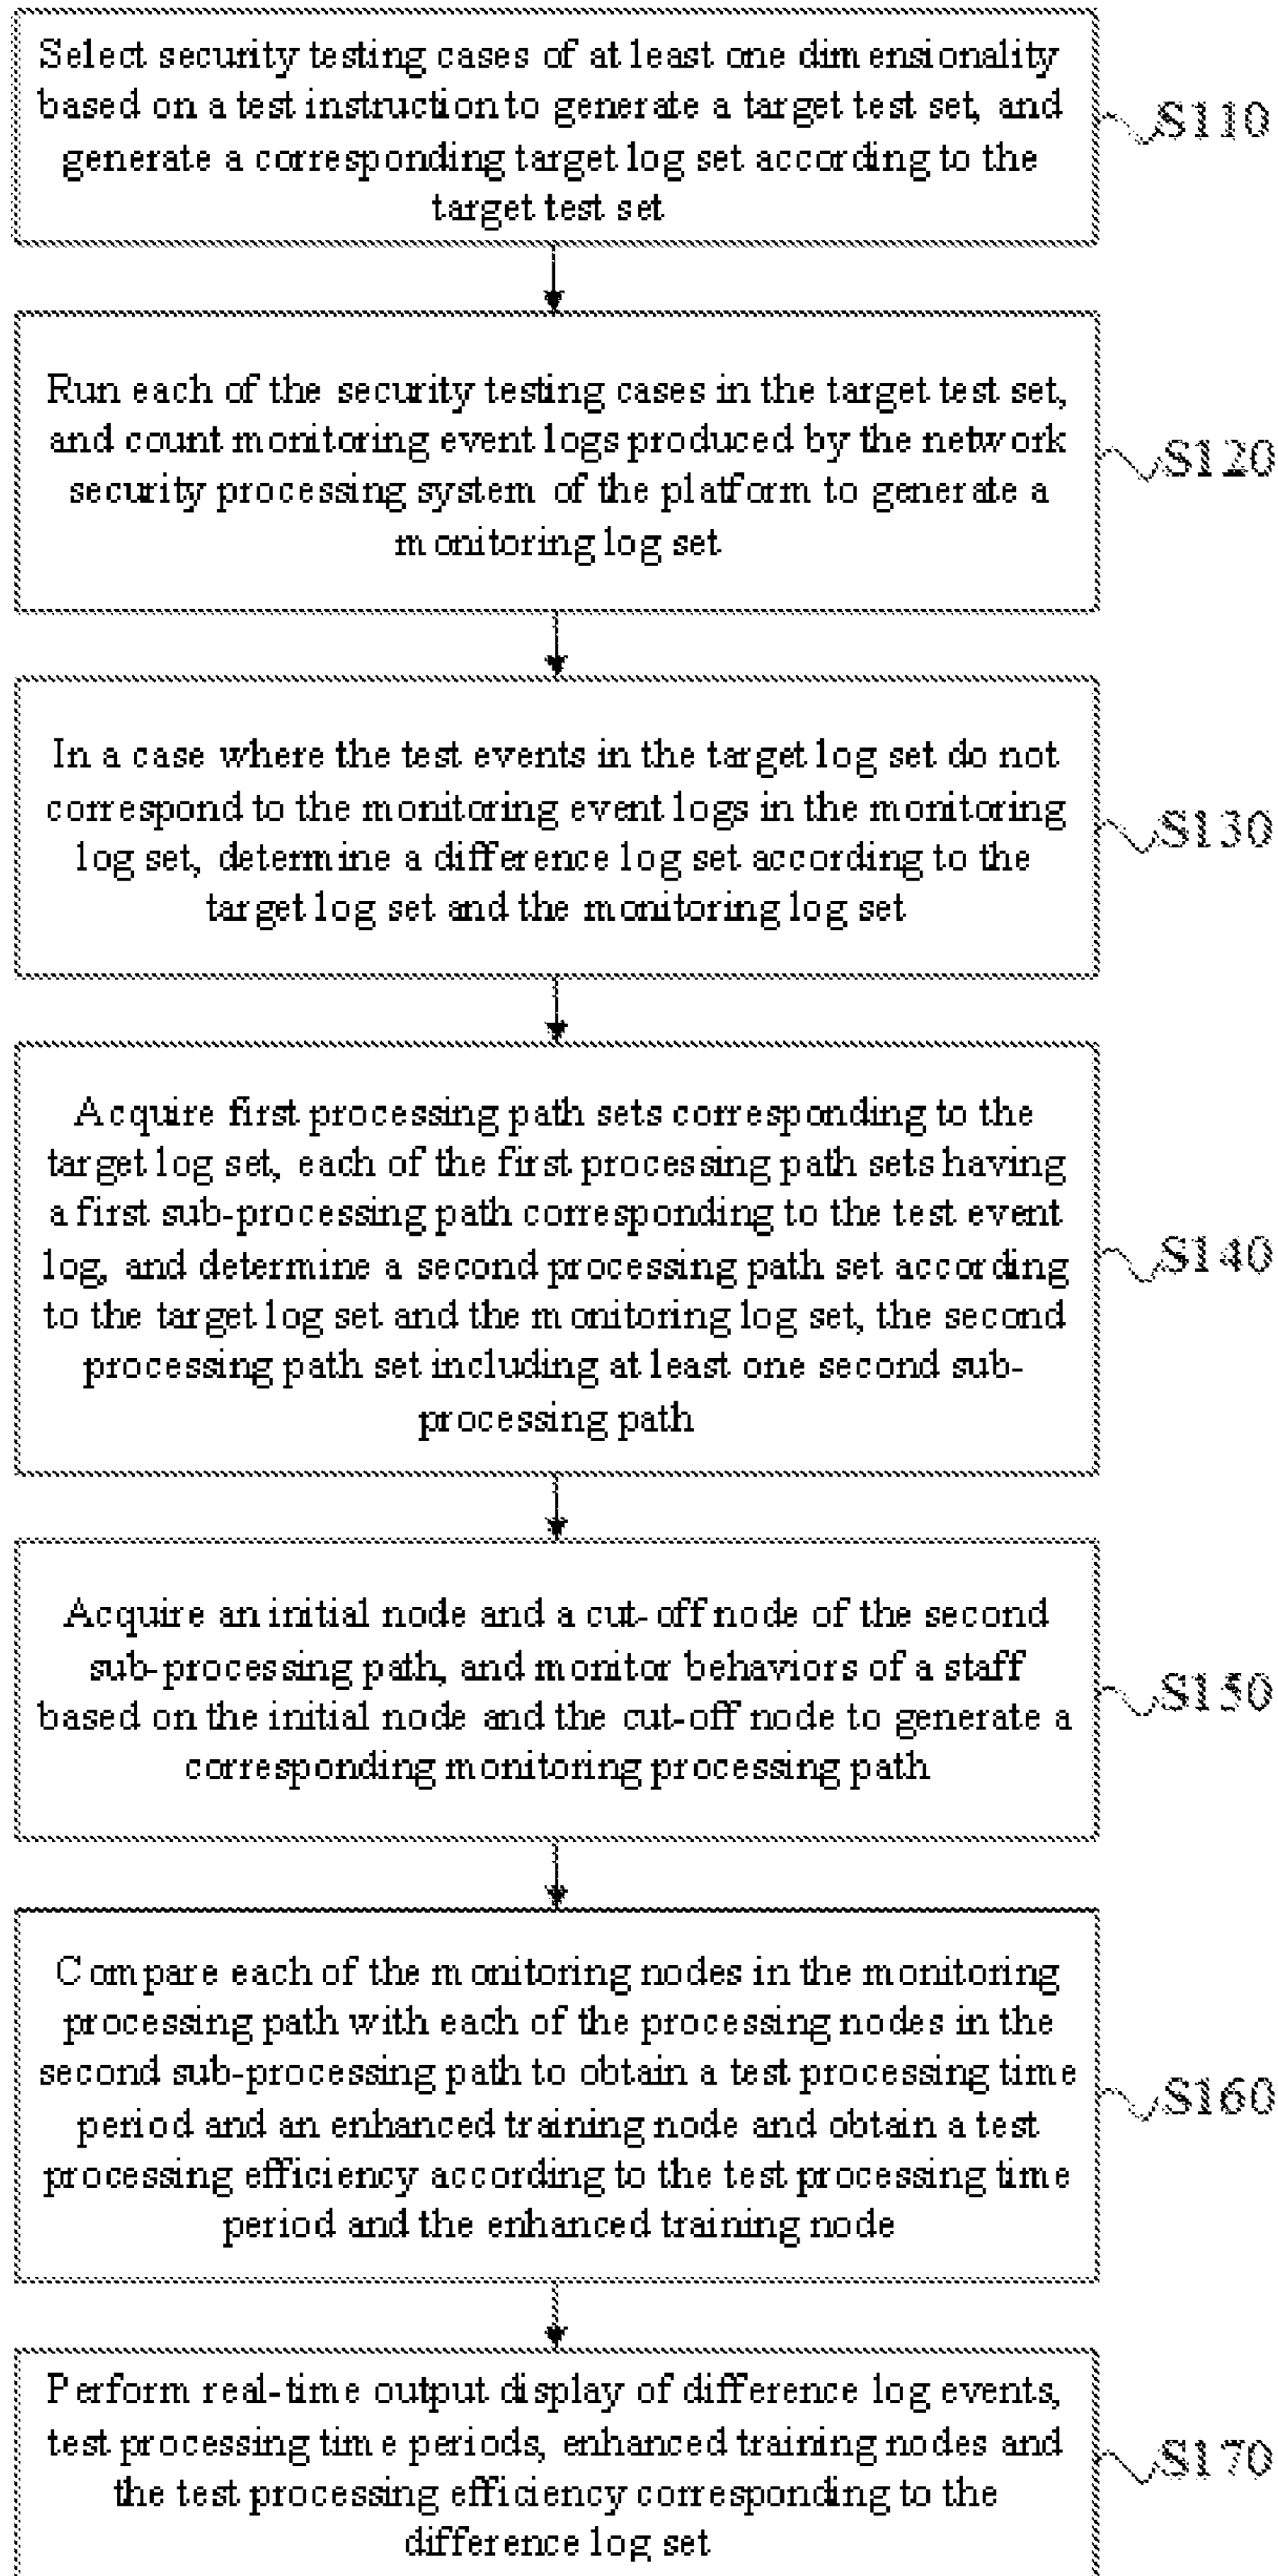 Select security testing cases of at least one dimensionality
based on a test instruction to generate a target test set, and
generate a corresponding target log set according to the
target test set
S110
Run each of the security testing cases in the target test set,
and count monitoring event logs produced by the network
security processing system of the platform to generate a
monitoring log set
S120
In a case where the test events in the target log set do not
correspond to the monitoring event logs in the monitoring
log set, determine a difference log set according to the
target log set and the monitoring log set
S130
Acquire first processing path sets corresponding to the
target log set, each of the first processing path sets having
a first sub-processing path corresponding to the test event
log, and determine a second processing path set according
to the target log set and the monitoring log set, the second
processing path set including at least one second sub-
processing path
S140
Acquire an initial node and a cut-off node of the second
sub-processing path, and monitor behaviors of a staff
based on the initial node and the cut-off node to generate a
corresponding monitoring processing path
S150
Compare each of the monitoring nodes in the monitoring
processing path with each of the processing nodes in the
second sub-processing path to obtain a test processing time
period and an enhanced training node and obtain a test
processing efficiency according to the test processing time
period and the enhanced training node
S160
Perform real-time output display of difference log events,
test processing time periods, enhanced training nodes and
the test processing efficiency corresponding to the
difference log set
S170